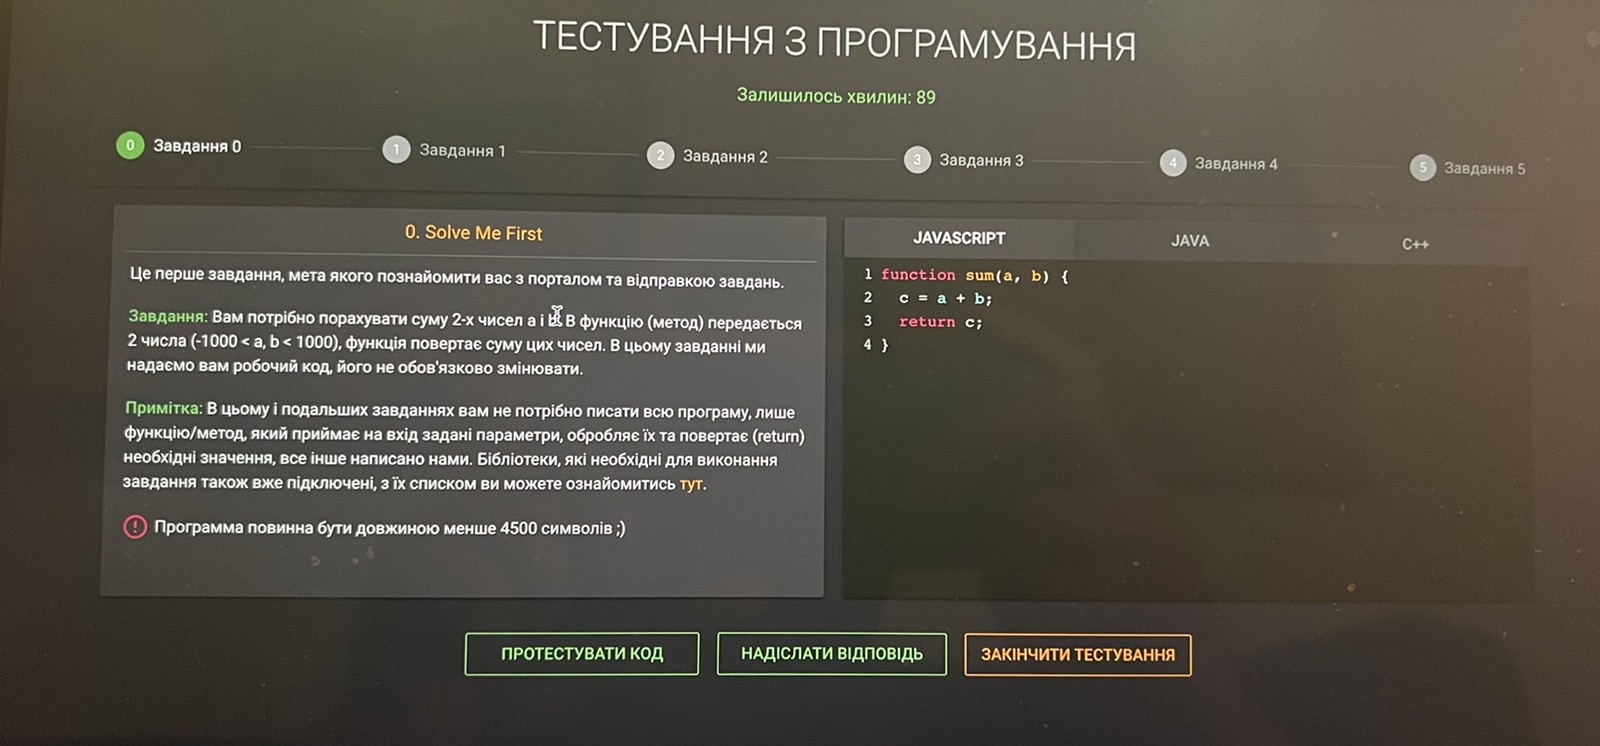 ТЕСТУВАННЯ З ПРОГРАМУВАННЯ
Залишилось хвилин: 89
0 Завдання 0
1 Завдання 1
2 Завдання 2
3 Завдання 3
4 Завдання 4
5 Завдання 5
0. Solve Me First
Це перше завдання, мета якого познайомити вас з порталом та відправкою завдань.
Завдання: Вам потрібно порахувати суму 2-х чисел a і В функцію (метод) передається
2 числа (-1000 < a, b < 1000), функція повертає суму цих чисел. В цьому завданні ми
надаємо вам робочий код, його не обов'язково змінювати.
Примітка: В цьому і подальших завданнях вам не потрібно писати всю програму, лише
функцію/метод, який приймає на вхід задані параметри, обробляє їх та повертає (return)
необхідні значення, все інше написано нами. Бібліотеки, які необхідні для виконання
завдання також вже підключені, з їх списком ви можете ознайомитись тут.
Программа повинна бути довжиною менше 4500 символів ;)
JAVASCRIPT
JAVA
C++
1 function sum(a, b) {
2 c = a + b;
3 return c;
4 }
ПРОТЕСТУВАТИ КОД
НАДІСЛАТИ ВІДПОВІДЬ
ЗАКІНЧИТИ ТЕСТУВАННЯ